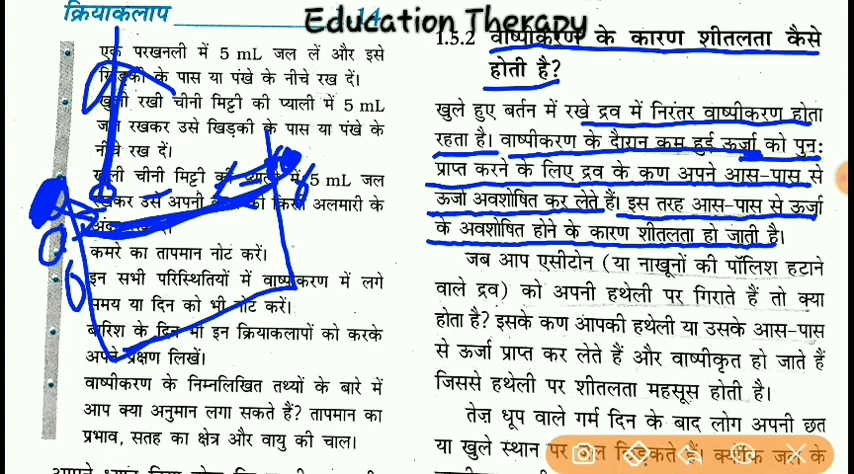 Education Therapy
क्रियाकलाप 14
एक परखनली में 5 mL जल लें और इसे
खिड़की के पास या पंखे के नीचे रख दें।
खुली रखी चीनी मिट्टी की प्याली में 5 mL
जल रखकर उसे खिड़की के पास या पंखे के
नीचे रख दें।
खुली चीनी मिट्टी की में 5 mL जल
रखकर उसे अपनी किसी अलमारी के
कमरे का तापमान नोट करें।
इन सभी परिस्थितियों में वाष्पीकरण में लगे
समय या दिन को भी नोट करें।
बारिश के दिन भी इन क्रियाकलापों को करके
अपने प्रेक्षण लिखें।
वाष्पीकरण के निम्नलिखित तथ्यों के बारे में
आप क्या अनुमान लगा सकते हैं? तापमान का
प्रभाव, सतह का क्षेत्र और वायु की चाल।
1.5.2 वाष्पीकरण के कारण शीतलता कैसे
होती है?
खुले हुए बर्तन में रखे द्रव में निरंतर वाष्पीकरण होता
रहता है। वाष्पीकरण के दौरान कम हुई ऊर्जा को पुनः
प्राप्त करने के लिए द्रव के कण अपने आस-पास से
ऊर्जा अवशोषित कर लेते हैं। इस तरह आस-पास से ऊर्जा
के अवशोषित होने के कारण शीतलता हो जाती है।
जब आप एसीटोन (या नाखूनों की पॉलिश हटाने
वाले द्रव) को अपनी हथेली पर गिराते हैं तो क्या
होता है? इसके कण आपकी हथेली या उसके आस-पास
से ऊर्जा प्राप्त कर लेते हैं और वाष्पीकृत हो जाते हैं
जिससे हथेली पर शीतलता महसूस होती है।
तेज धूप वाले गर्म दिन के बाद लोग अपनी छत
या खुले स्थान पर जल छिड़कते हैं। क्योंकि जल के